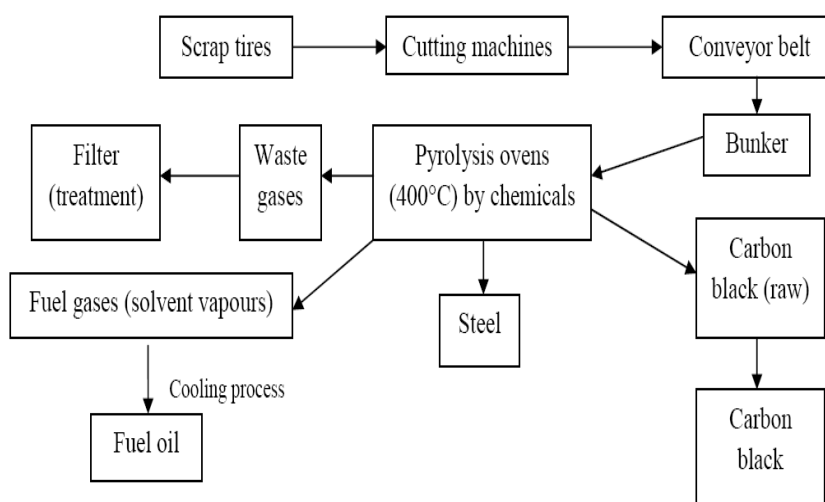 Scrap tires
Cutting machines
Conveyor belt
Bunker
Pyrolysis ovens
(400°C) by chemicals
Waste
gases
Filter
(treatment)
Fuel gases (solvent vapours)
Cooling process
Fuel oil
Steel
Carbon
black (raw)
Carbon
black